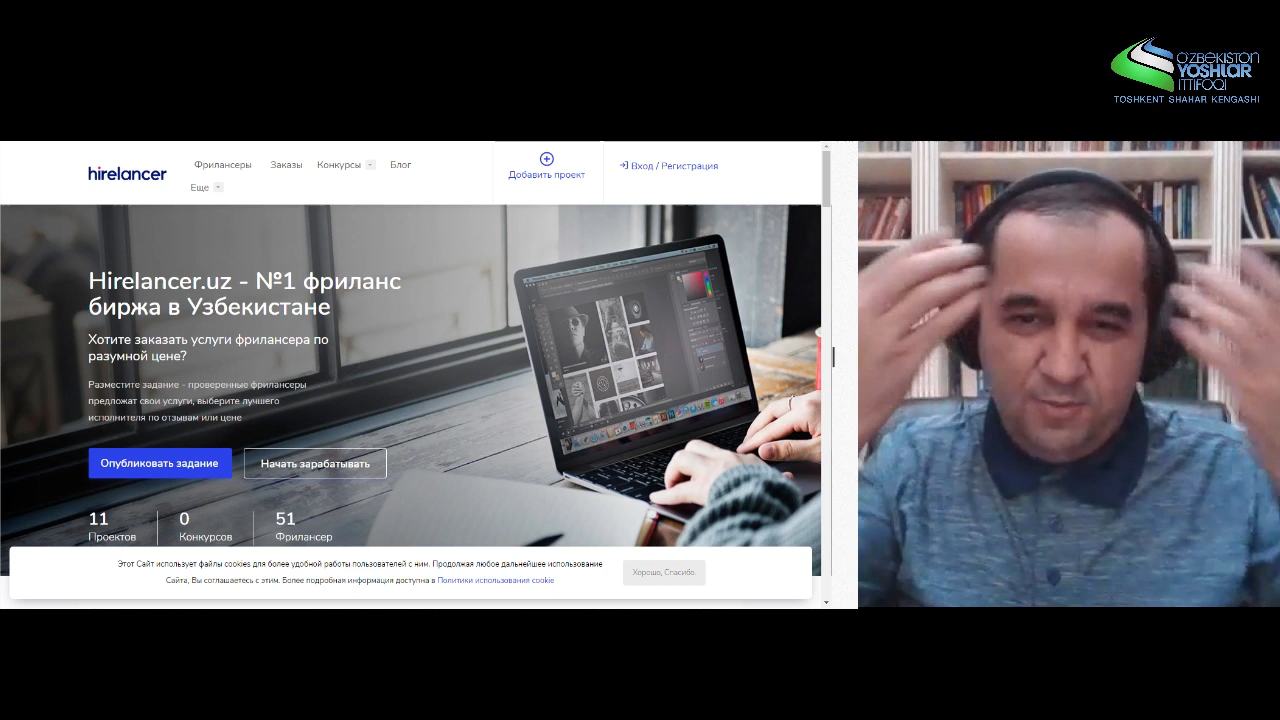 O'ZBEKISTON
YOSHLAR
ITTIFOQI
TOSHKENT SHAHAR KENGASHI
hirelancer
Фрилансеры Заказы Конкурсы Блог
Еще
Добавить проект
Вход / Регистрация
Hirelancer.uz - №1 фриланс
биржа в Узбекистане
Хотите заказать услуги фрилансера по
разумной цене?
Разместите задание - проверенные фрилансеры
предложат свои услуги, выберите лучшего
исполнителя по отзывам или цене
Опубликовать задание
Начать зарабатывать
11 0 51
Проектов Конкурсов Фрилансер
Этот Сайт использует файлы cookies для более удобной работы пользователей с ним. Продолжая любое дальнейшее использование
Сайта, Вы соглашаетесь с этим. Более подробная информация доступна в Политики использования cookie
Хорошо, Спасибо.